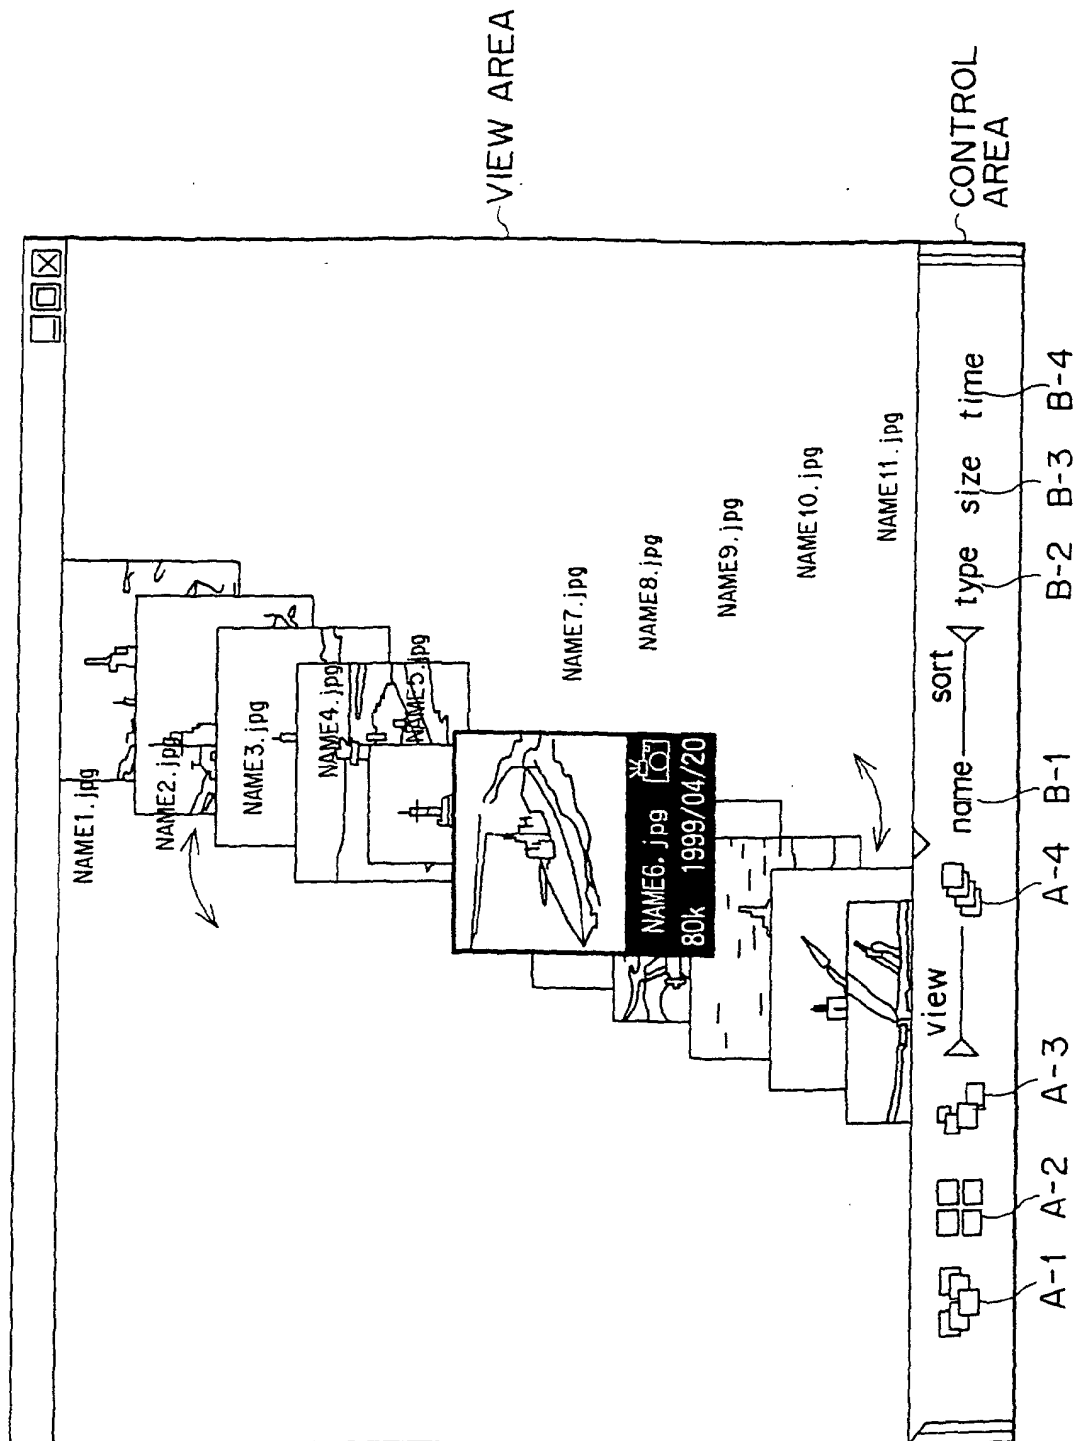 NAME1.jpg
NAME2.jpg
NAME3.jpg
NAME4.jpg
NAME5.jpg
NAME6.jpg
80k 1999/04/20
NAME7.jpg
NAME8.jpg
NAME9.jpg
NAME10.jpg
NAME11.jpg
VIEW AREA
view
sort
name
type
size
time
CONTROL
AREA
A-1
A-2
A-3
A-4
B-1
B-2
B-3
B-4